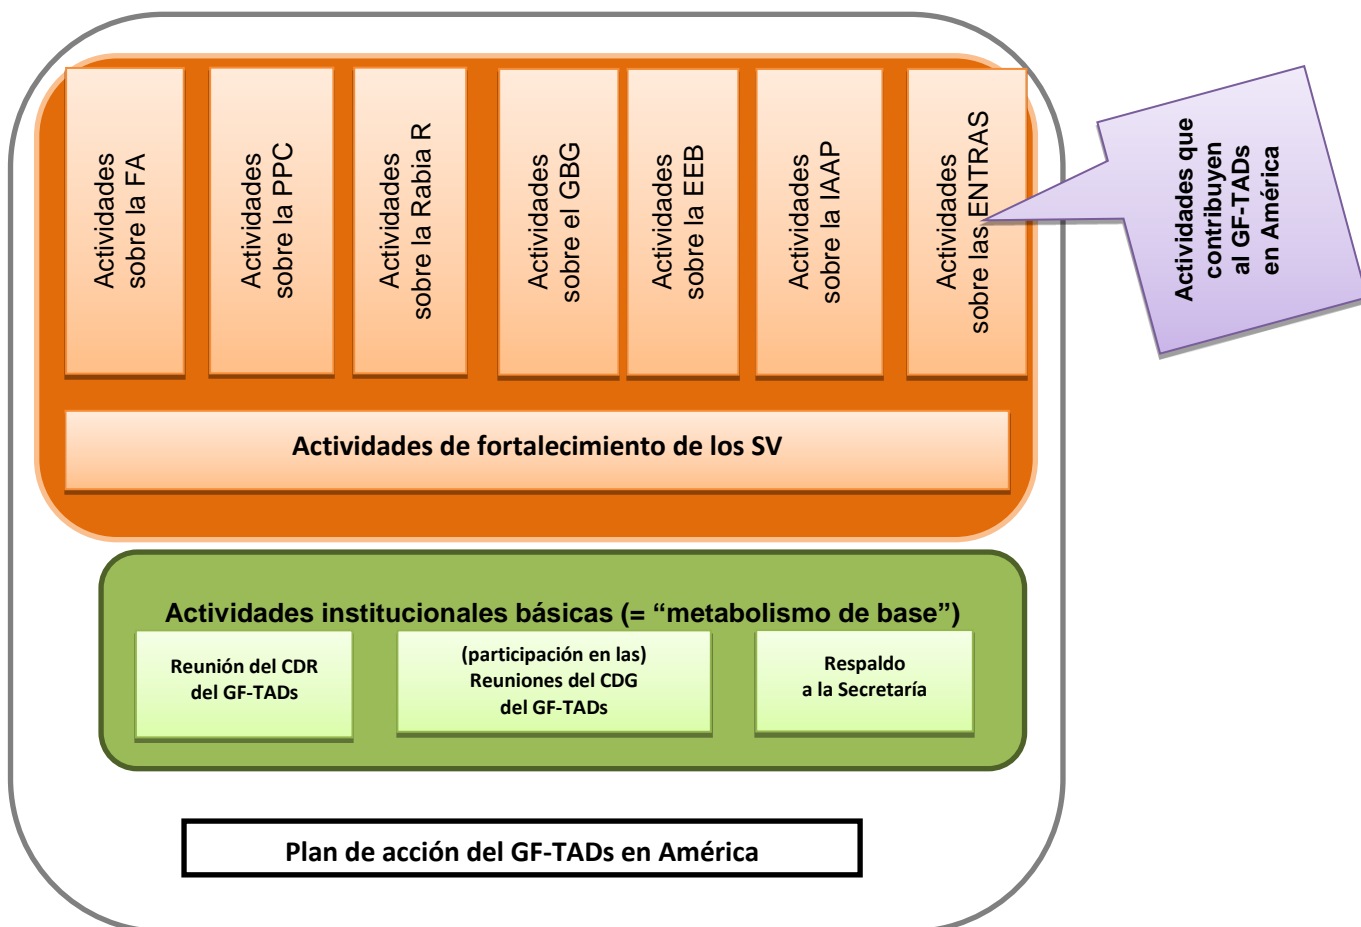 Actividades
sobre la FA
Actividades
sobre la PPC
Actividades
sobre la Rabia R
Actividades
sobre el GBG
Actividades
sobre la EEB
Actividades
sobre la IAAP
Actividades
sobre las ENTRAS
Actividades que
contribuyen
al GF-TADs
en América
Actividades de fortalecimiento de los SV
Actividades institucionales básicas (= “metabolismo de base”)
Reunión del CDR
del GF-TADs
(participación en las)
Reuniones del CDG
del GF-TADs
Respaldo
a la Secretaría
Plan de acción del GF-TADs en América